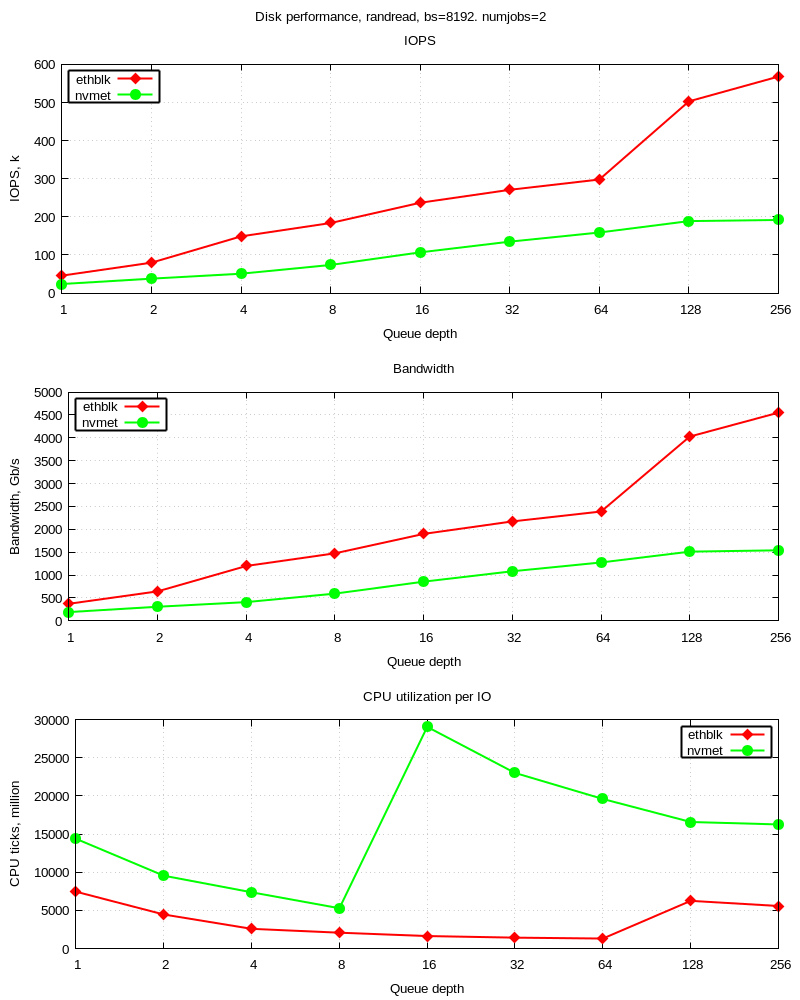 Disk performance, randread, bs=8192. numjobs=2
IOPS
600
500
400
300
200
100
0
IOPS, k
ethblk
nvmet
1 2 4 8 16 32 64 128 256
Queue depth
Bandwidth
5000
4500
4000
3500
3000
2500
2000
1500
1000
500
0
Bandwidth, Gb/s
ethblk
nvmet
1 2 4 8 16 32 64 128 256
Queue depth
CPU utilization per IO
30000
25000
20000
15000
10000
5000
0
CPU ticks, million
ethblk
nvmet
1 2 4 8 16 32 64 128 256
Queue depth